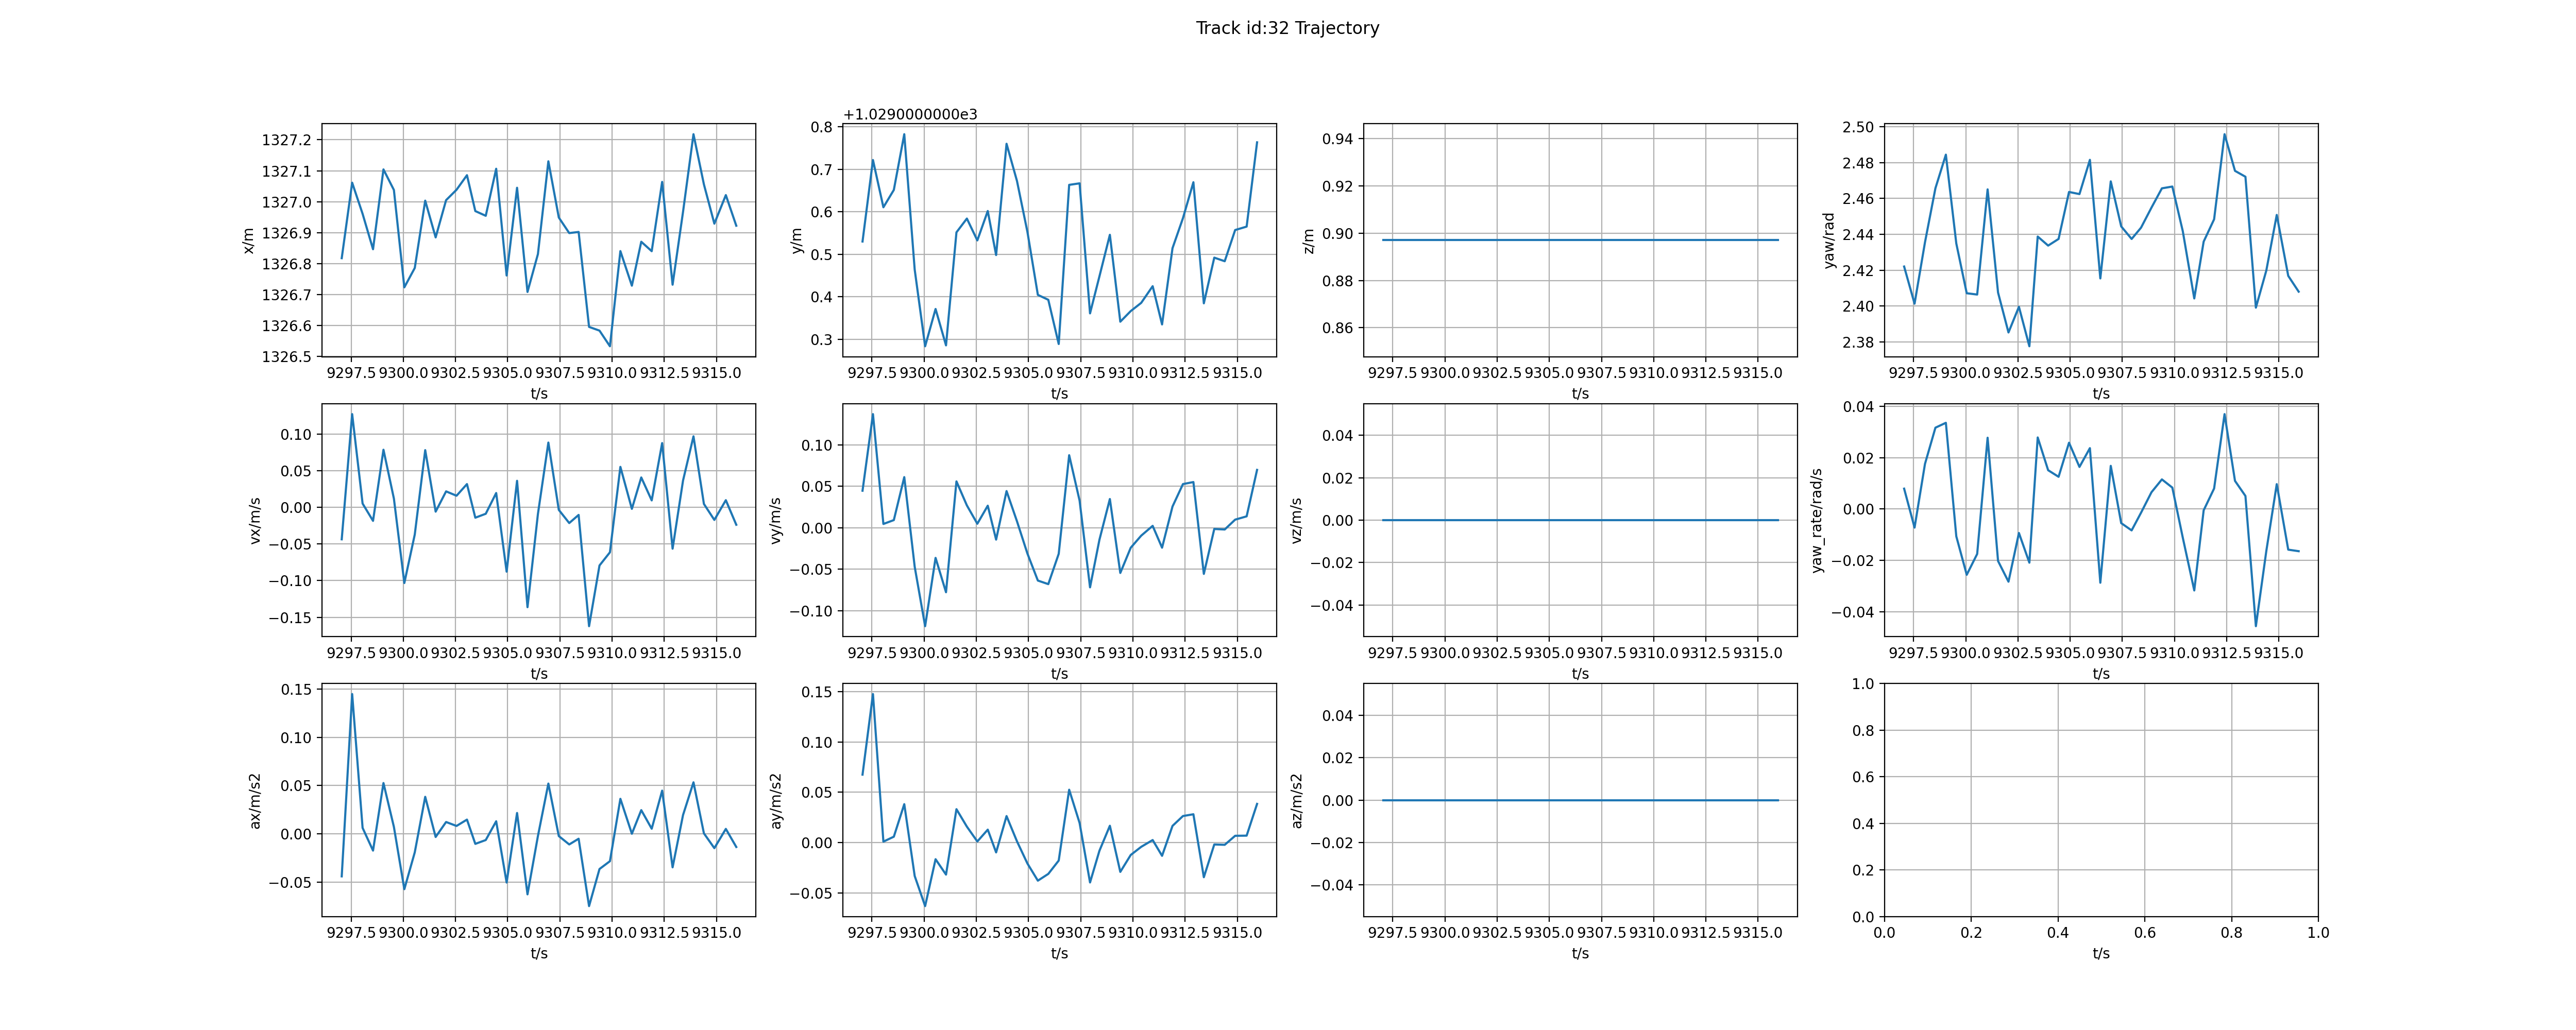 Track id:32 Trajectory
+1.0290000000e3
x/m
1327.2
1327.1
1327.0
1326.9
1326.8
1326.7
1326.6
1326.5
9297.5 9300.0 9302.5 9305.0 9307.5 9310.0 9312.5 9315.0
t/s
y/m
0.8
0.7
0.6
0.5
0.4
0.3
9297.5 9300.0 9302.5 9305.0 9307.5 9310.0 9312.5 9315.0
t/s
z/m
0.94
0.92
0.90
0.88
0.86
9297.5 9300.0 9302.5 9305.0 9307.5 9310.0 9312.5 9315.0
t/s
yaw/rad
2.50
2.48
2.46
2.44
2.42
2.40
2.38
9297.5 9300.0 9302.5 9305.0 9307.5 9310.0 9312.5 9315.0
t/s
vx/m/s
0.10
0.05
0.00
−0.05
−0.10
−0.15
9297.5 9300.0 9302.5 9305.0 9307.5 9310.0 9312.5 9315.0
t/s
vy/m/s
0.10
0.05
0.00
−0.05
−0.10
9297.5 9300.0 9302.5 9305.0 9307.5 9310.0 9312.5 9315.0
t/s
vz/m/s
0.04
0.02
0.00
−0.02
−0.04
9297.5 9300.0 9302.5 9305.0 9307.5 9310.0 9312.5 9315.0
t/s
yaw_rate/rad/s
0.04
0.02
0.00
−0.02
−0.04
9297.5 9300.0 9302.5 9305.0 9307.5 9310.0 9312.5 9315.0
t/s
ax/m/s2
0.15
0.10
0.05
0.00
−0.05
9297.5 9300.0 9302.5 9305.0 9307.5 9310.0 9312.5 9315.0
t/s
ay/m/s2
0.15
0.10
0.05
0.00
−0.05
9297.5 9300.0 9302.5 9305.0 9307.5 9310.0 9312.5 9315.0
t/s
az/m/s2
0.04
0.02
0.00
−0.02
−0.04
9297.5 9300.0 9302.5 9305.0 9307.5 9310.0 9312.5 9315.0
t/s
1.0
0.8
0.6
0.4
0.2
0.0
0.0 0.2 0.4 0.6 0.8 1.0
t/s